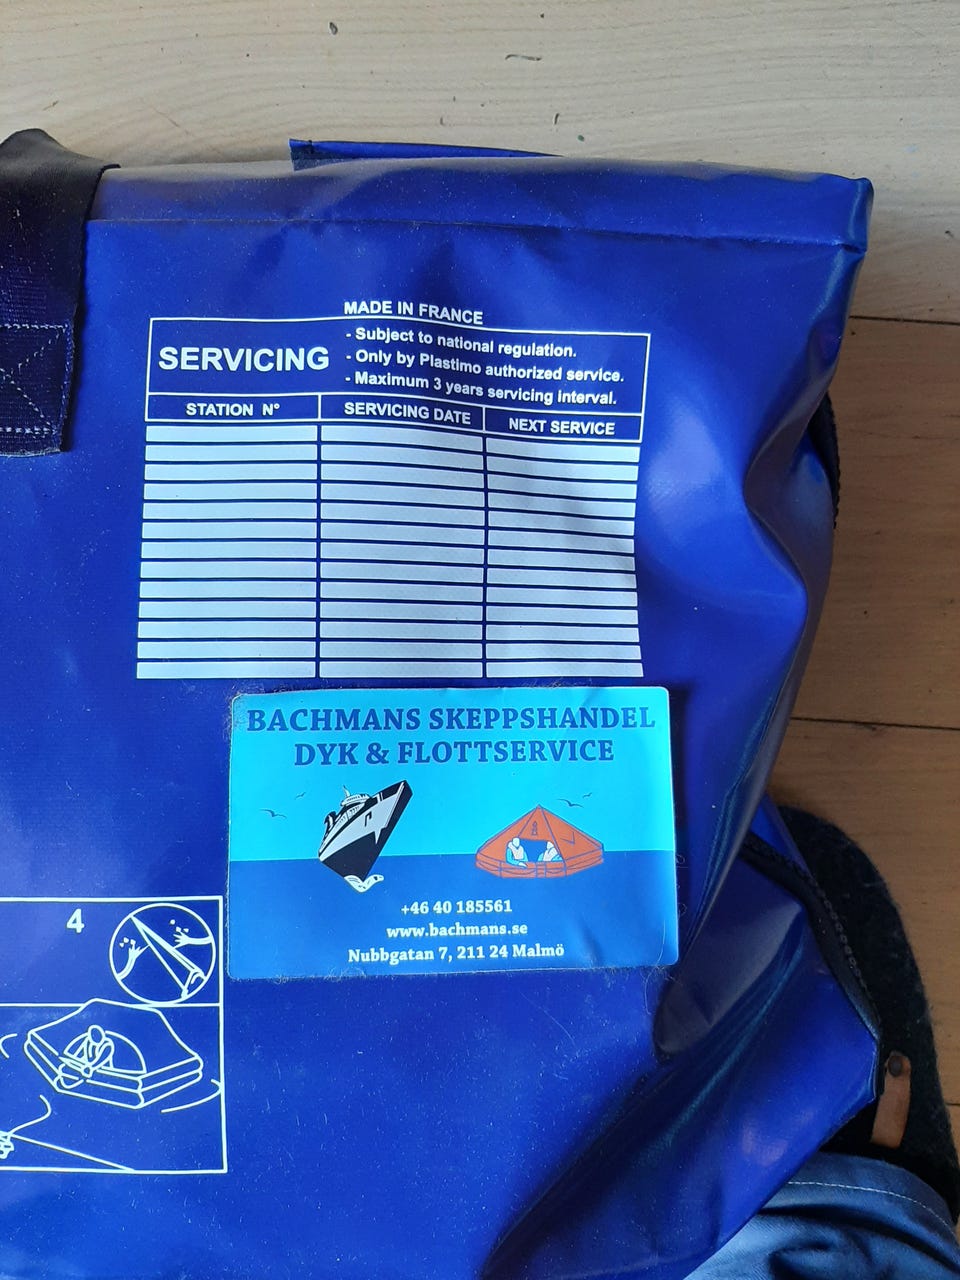 MADE IN FRANCE
SERVICING
- Subject to national regulation.
- Only by Plastimo authorized service.
- Maximum 3 years servicing interval.
STATION N° SERVICING DATE NEXT SERVICE
BACHMANS SKEPPSHANDEL
DYK & FLOTTSERVICE
+46 40 185561
www.bachmans.se
Nubbgatan 7, 211 24 Malmö
4